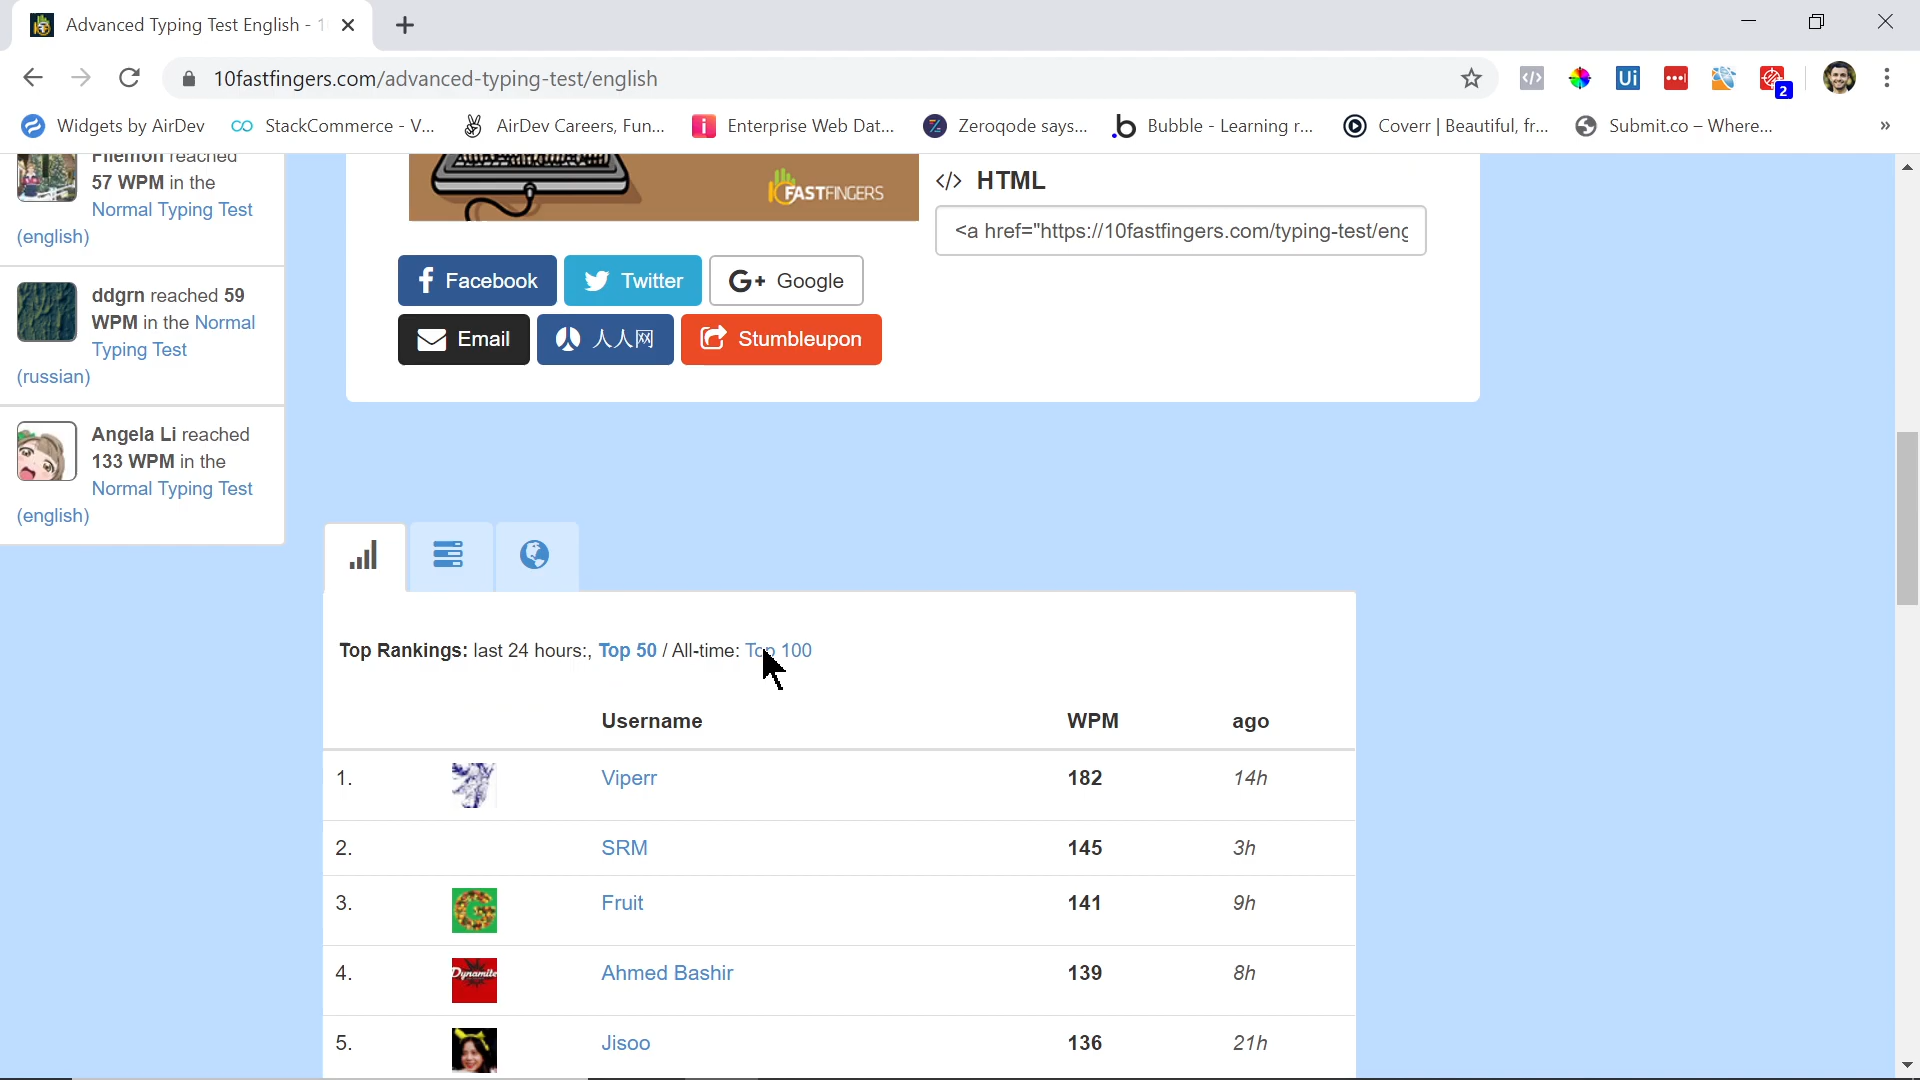 Advanced Typing Test English - 1
10fastfingers.com/advanced-typing-test/english
2
Widgets by AirDev
StackCommerce - V...
AirDev Careers, Fun...
Enterprise Web Dat...
Zeroqode says...
Bubble - Learning r...
Coverr | Beautiful, fr...
Submit.co – Where...
»
Filemon reached
57 WPM in the
Normal Typing Test
(english)
ddgrn reached 59
WPM in the Normal
Typing Test
(russian)
Angela Li reached
133 WPM in the
Normal Typing Test
(english)
FASTFINGERS
</> HTML
<a href="https://10fastfingers.com/typing-test/eng
Facebook
Twitter
G+ Google
Email
人人网
Stumbleupon
Top Rankings: last 24 hours:, Top 50 / All-time: Top 100
Username WPM ago
1. Viperr 182 14h
2. SRM 145 3h
3. Fruit 141 9h
4. Dynamite Ahmed Bashir 139 8h
5. Jisoo 136 21h